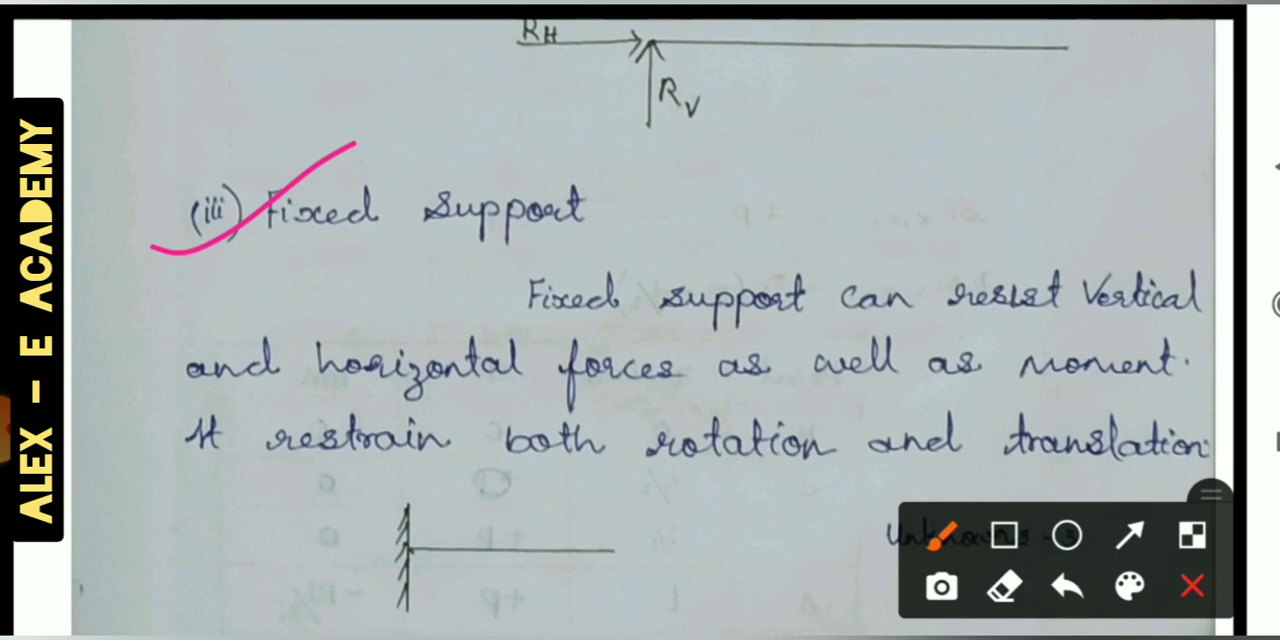 RH
RV
(iii) Fixed Support
Fixed support can resist Vertical
and horizontal forces as well as moment.
It restrain both rotation and translation.
ALEX – E ACADEMY